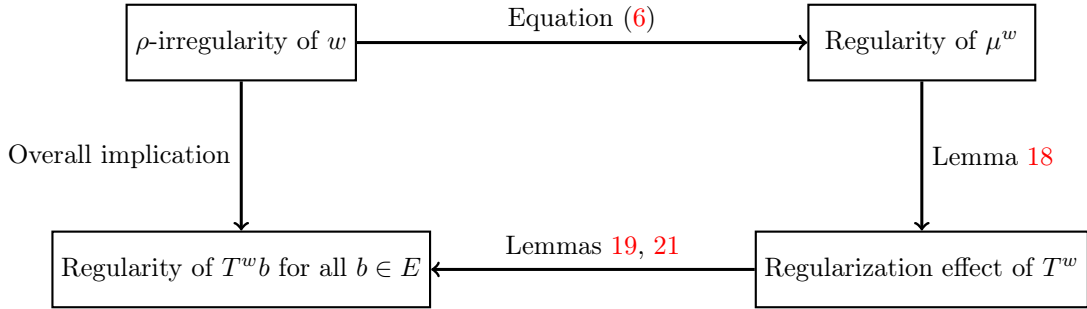 Equation (6)
ρ-irregularity of w
Regularity of μ^w
Overall implication
Lemma 18
Lemmas 19, 21
Regularity of T^w b for all b ∈ E
Regularization effect of T^w